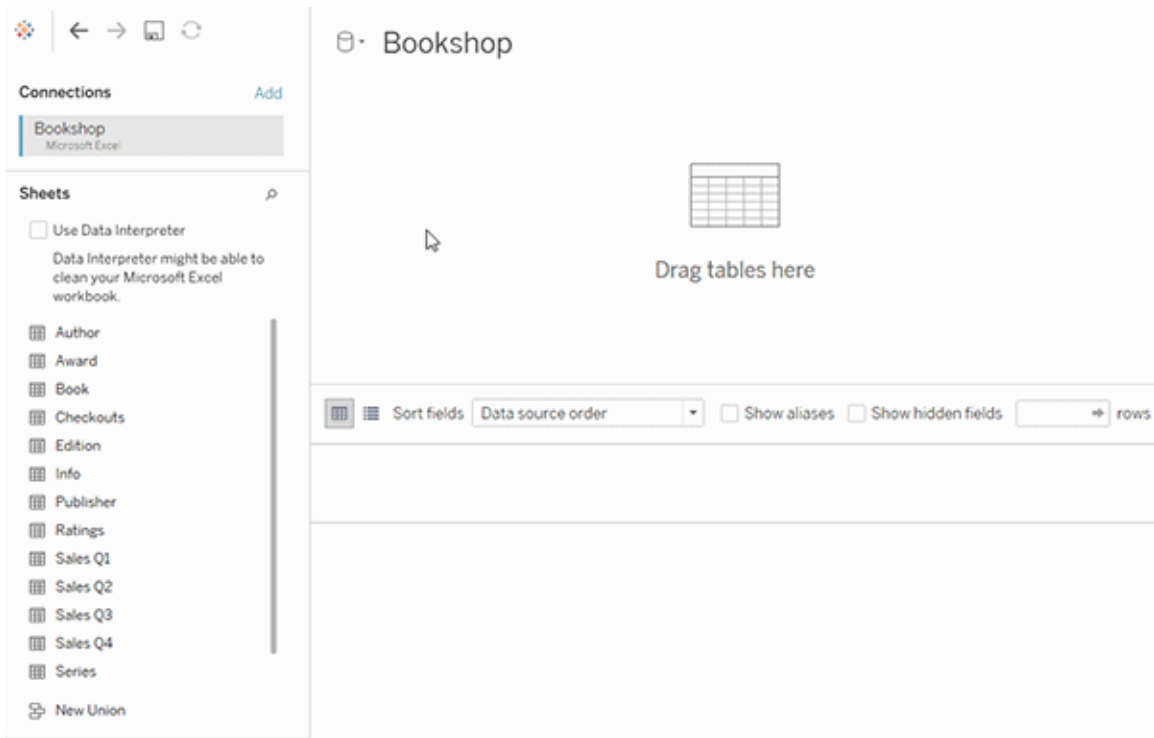 Bookshop
Connections
Add
Bookshop
Microsoft Excel
Sheets
Use Data Interpreter
Data Interpreter might be able to
clean your Microsoft Excel
workbook.
Author
Award
Book
Checkouts
Edition
Info
Publisher
Ratings
Sales Q1
Sales Q2
Sales Q3
Sales Q4
Series
New Union
Drag tables here
Sort fields Data source order Show aliases Show hidden fields rows